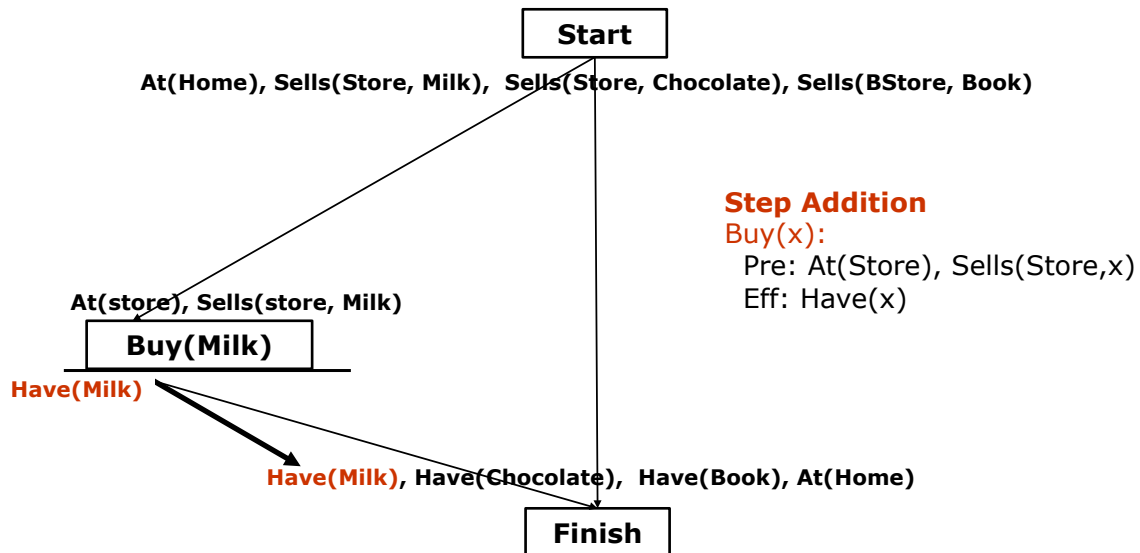 Start
At(Home), Sells(Store, Milk),  Sells(Store, Chocolate), Sells(BStore, Book)
Step Addition
Buy(x):
Pre: At(Store), Sells(Store,x)
Eff: Have(x)
At(store), Sells(store, Milk)
Buy(Milk)
Have(Milk)
Have(Milk), Have(Chocolate),  Have(Book), At(Home)
Finish